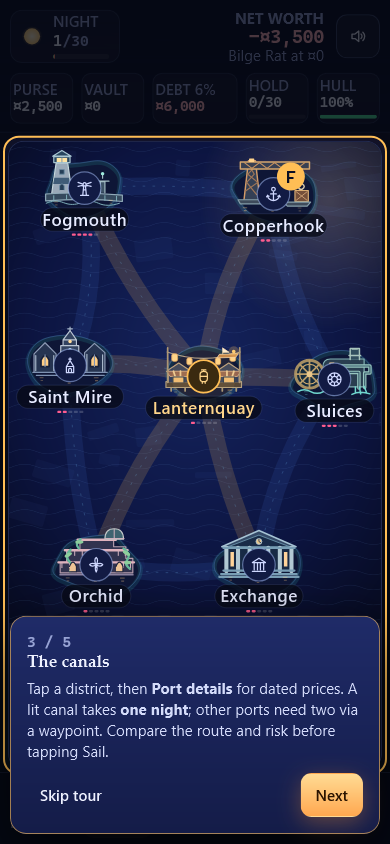 NIGHT
1/30
NET WORTH
−¤3,500
Bilge Rat at ¤0
PURSE
¤2,500
VAULT
¤0
DEBT 6%
¤6,000
HOLD
0/30
HULL
100%
F
Fogmouth
Copperhook
Saint Mire
Lanternquay
Sluices
Orchid
Exchange
3 / 5
The canals
Tap a district, then Port details for dated prices. A
lit canal takes one night; other ports need two via
a waypoint. Compare the route and risk before
tapping Sail.
Skip tour
Next